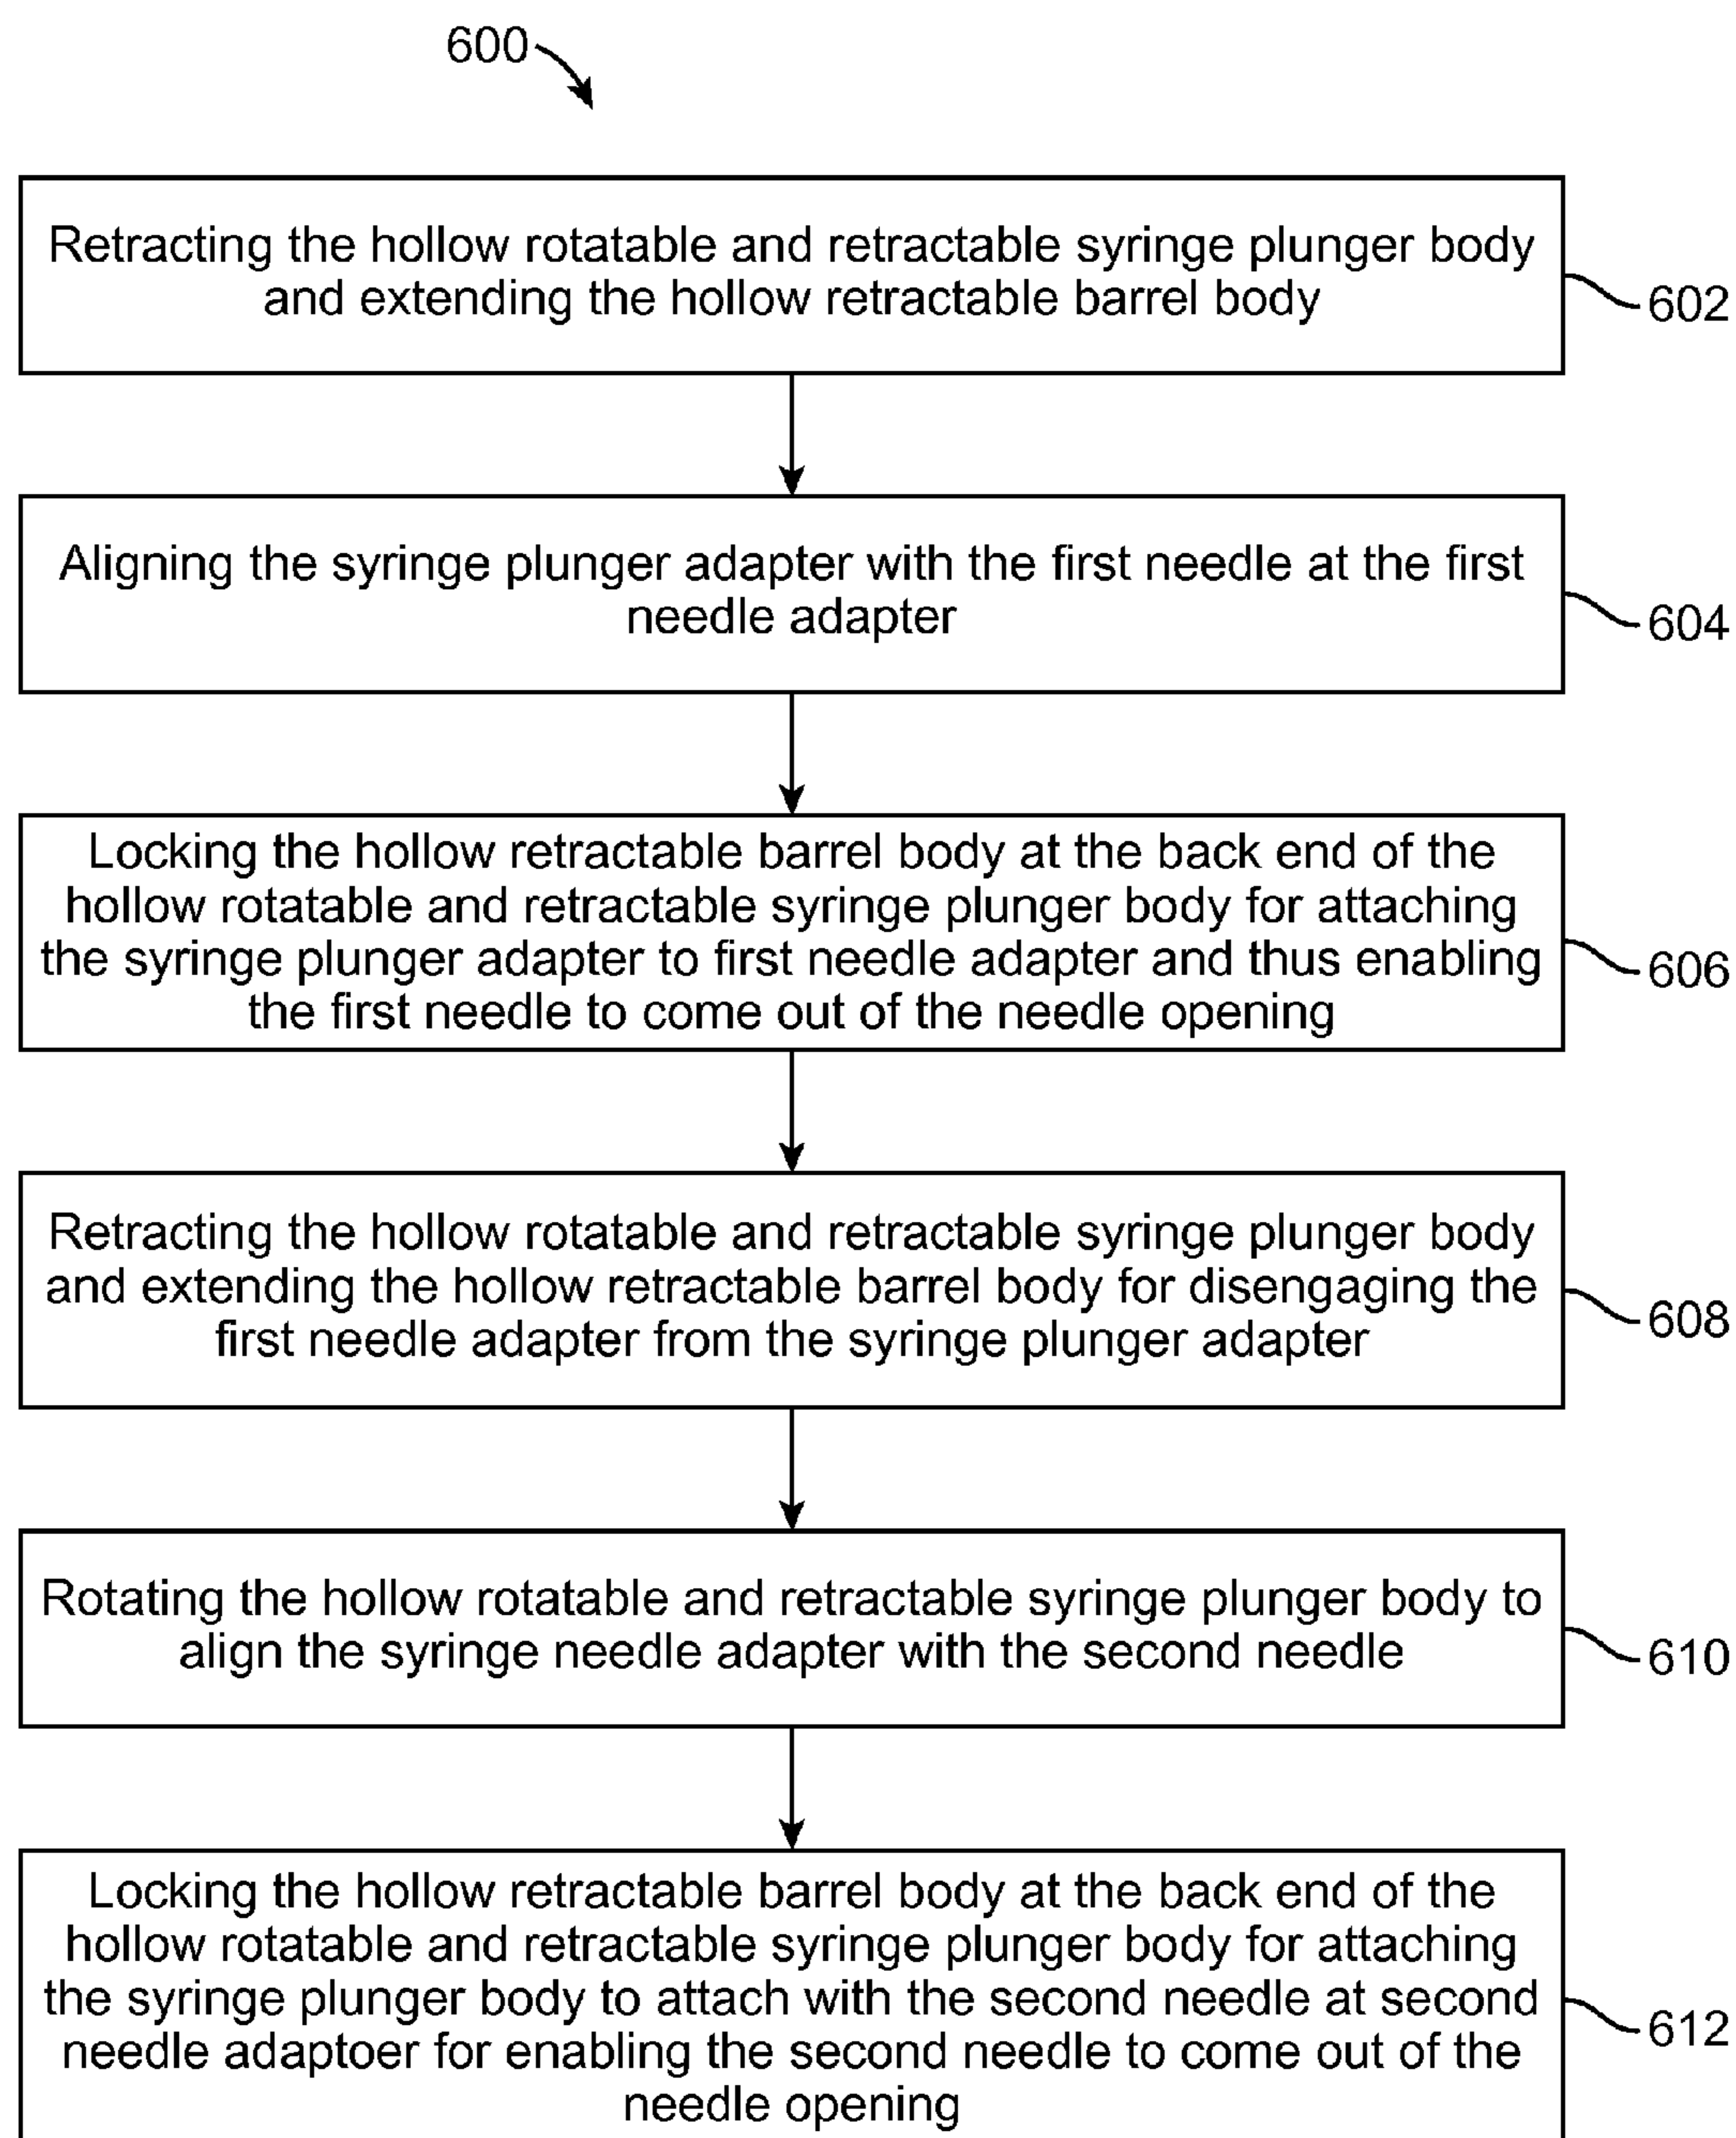 600
Retracting the hollow rotatable and retractable syringe plunger body
and extending the hollow retractable barrel body
602
Aligning the syringe plunger adapter with the first needle at the first
needle adapter
604
Locking the hollow retractable barrel body at the back end of the
hollow rotatable and retractable syringe plunger body for attaching
the syringe plunger adapter to first needle adapter and thus enabling
the first needle to come out of the needle opening
606
Retracting the hollow rotatable and retractable syringe plunger body
and extending the hollow retractable barrel body for disengaging the
first needle adapter from the syringe plunger adapter
608
Rotating the hollow rotatable and retractable syringe plunger body to
align the syringe needle adapter with the second needle
610
Locking the hollow retractable barrel body at the back end of the
hollow rotatable and retractable syringe plunger body for attaching
the syringe plunger body to attach with the second needle at second
needle adaptoer for enabling the second needle to come out of the
needle opening
612